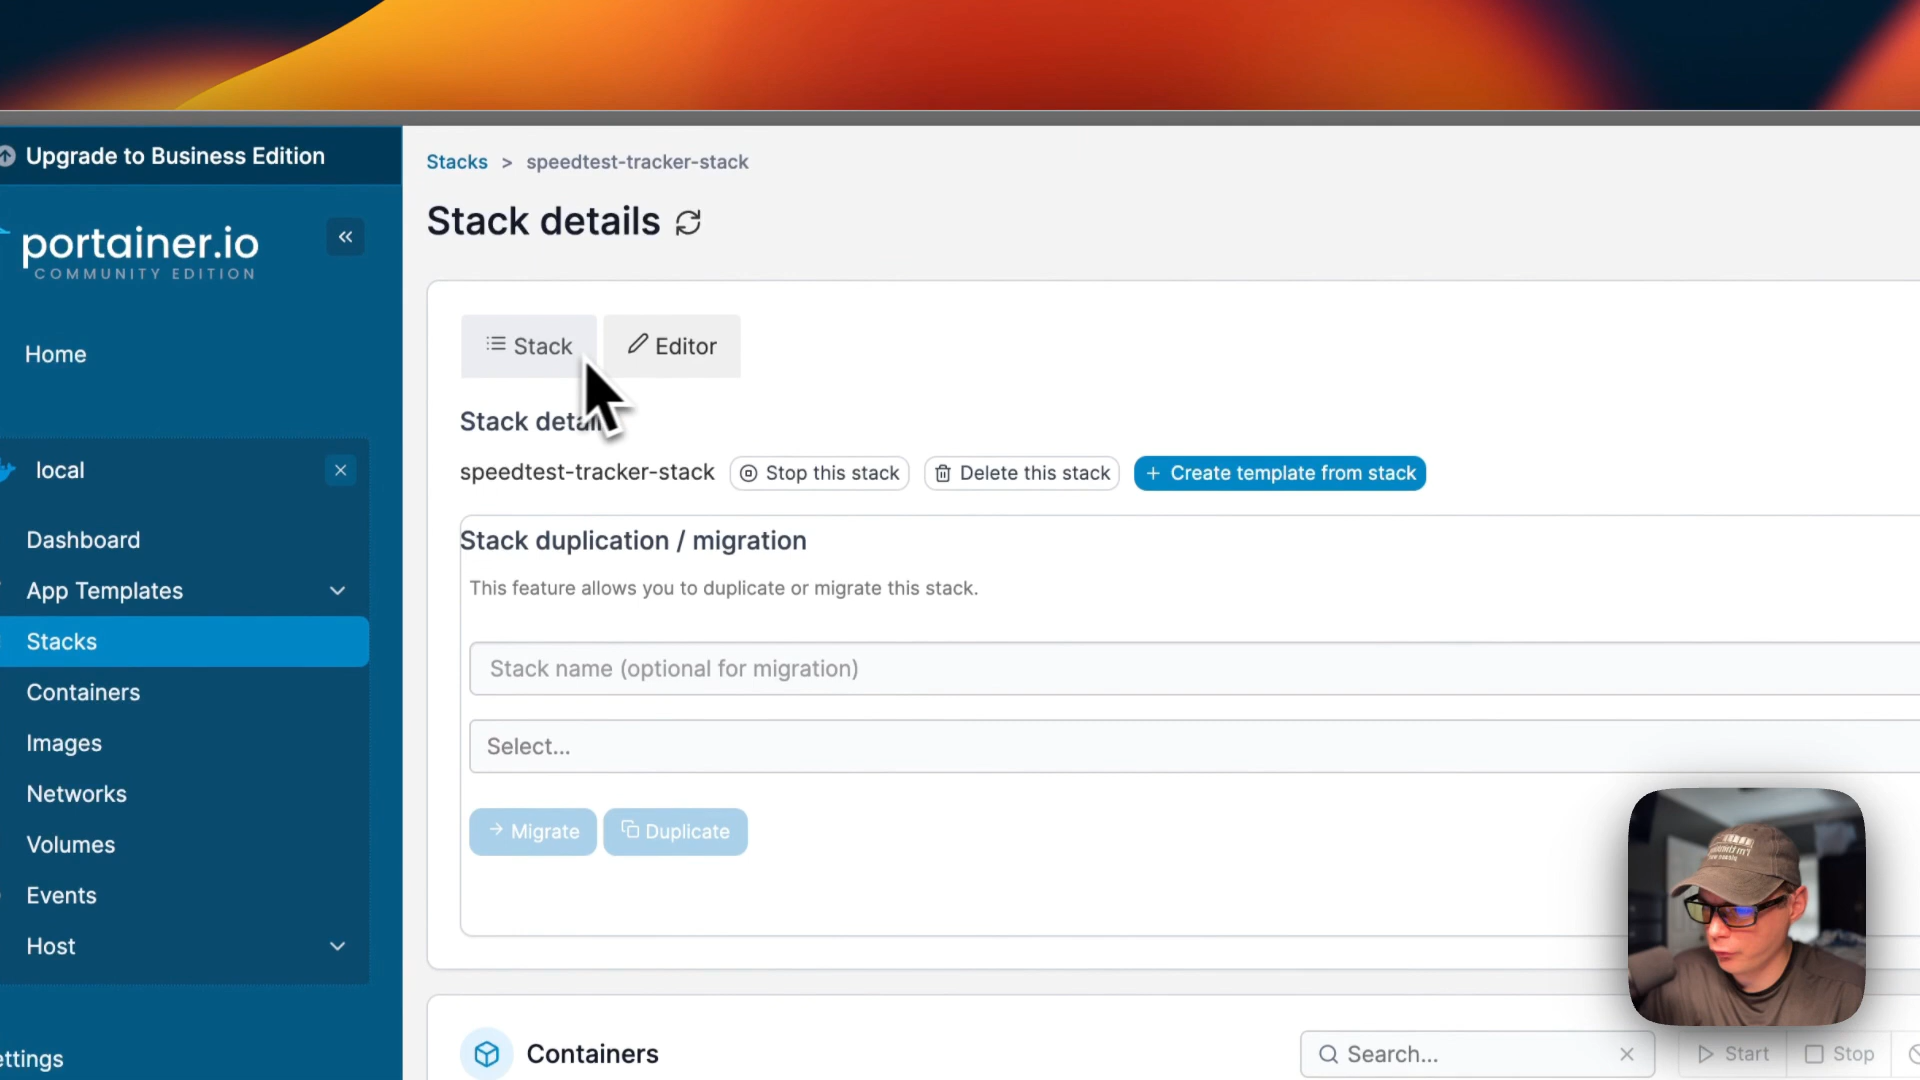 Upgrade to Business Edition
portainer.io
COMMUNITY EDITION
Home
local
Dashboard
App Templates
Stacks
Containers
Images
Networks
Volumes
Events
Host
ettings
Stacks > speedtest-tracker-stack
Stack details
Stack
Editor
Stack detail
speedtest-tracker-stack
Stop this stack
Delete this stack
+ Create template from stack
Stack duplication / migration
This feature allows you to duplicate or migrate this stack.
Stack name (optional for migration)
Select...
Migrate
Duplicate
Containers
Search...
Start
Stop